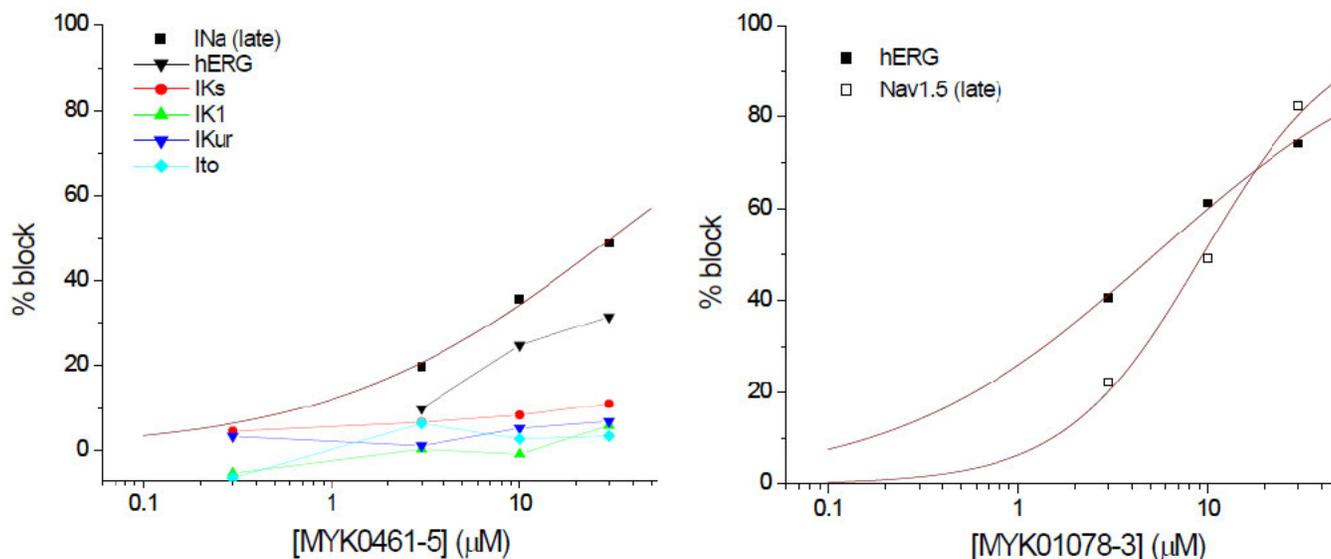 100
80
60
40
20
0
% block
INa (late)
hERG
IKs
IK1
IKur
Ito
0.1
1
10
[MYK0461-5] (μM)
100
80
60
40
20
0
% block
hERG
Nav1.5 (late)
0.1
1
10
[MYK01078-3] (μM)